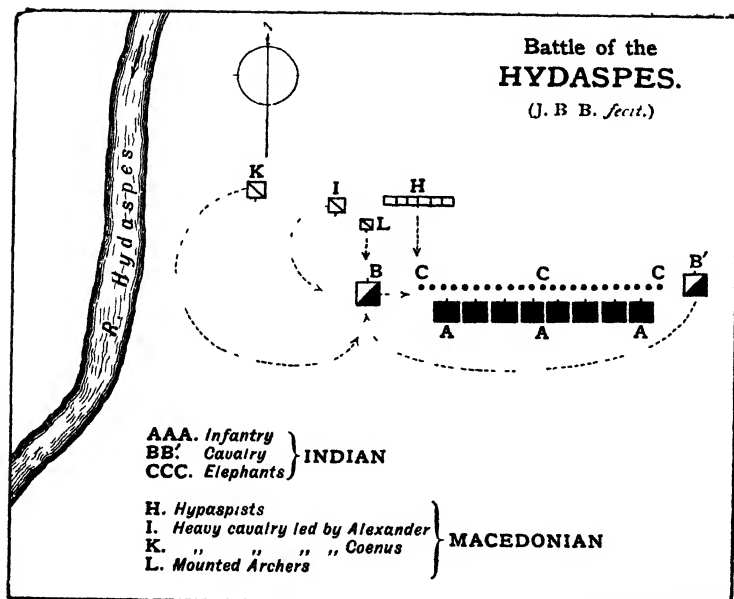 Battle of the
HYDASPES.
(J. B B. fecit.)
R. Hydaspes
K
I
H
L
B
C
C
C
B'
A
A
A
AAA. Infantry
BB'. Cavalry
CCC. Elephants
INDIAN
H. Hypaspists
I. Heavy cavalry led by Alexander
K. „ „ „ „ Coenus
L. Mounted Archers
MACEDONIAN